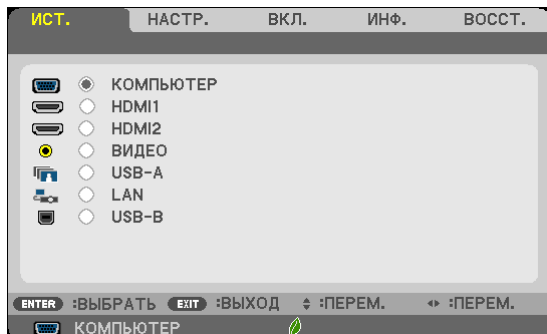 ИСТ. НАСТР. ВКЛ. ИНФ. ВОССТ.
КОМПЬЮТЕР
HDMI1
HDMI2
ВИДЕО
USB-A
LAN
USB-B
ENTER :ВЫБРАТЬ EXIT :ВЫХОД :ПЕРЕМ. :ПЕРЕМ.
КОМПЬЮТЕР